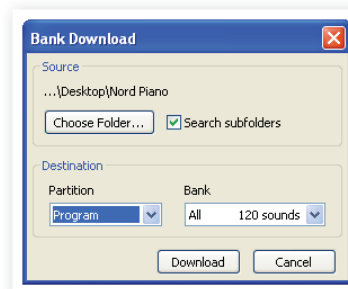 Bank Download
Source
...\Desktop\Nord Piano
Choose Folder...
Search subfolders
Destination
Partition Bank
Program All 120 sounds
Download Cancel